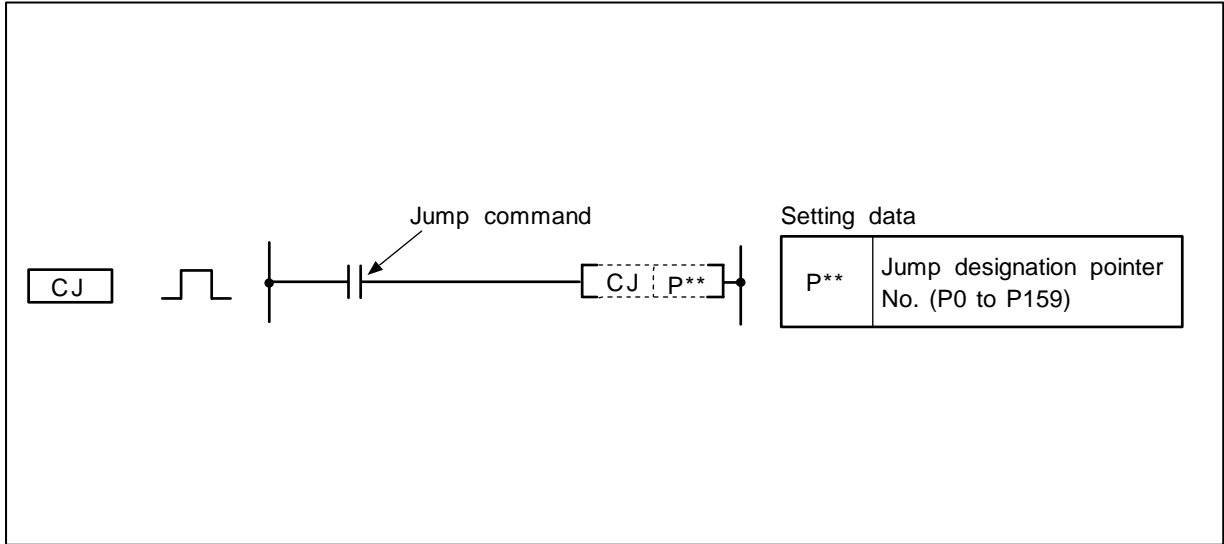 Jump command
Setting data
CJ
CJ P**
P**
Jump designation pointer
No. (P0 to P159)